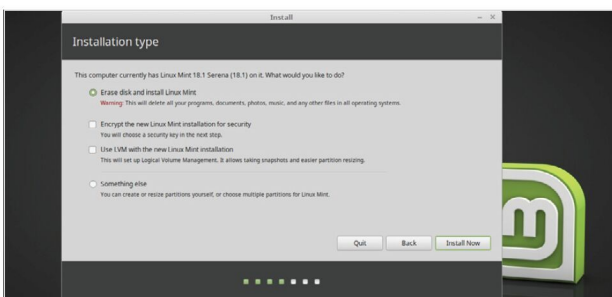 Install
Installation type
This computer currently has Linux Mint 18.1 Serena (18.1) on it. What would you like to do?
Erase disk and install Linux Mint
Warning: This will delete all your programs, documents, photos, music, and any other files in all operating systems.
Encrypt the new Linux Mint installation for security
You will choose a security key in the next step.
Use LVM with the new Linux Mint installation
This will set up Logical Volume Management. It allows taking snapshots and easier partition resizing.
Something else
You can create or resize partitions yourself, or choose multiple partitions for Linux Mint.
Quit Back Install Now